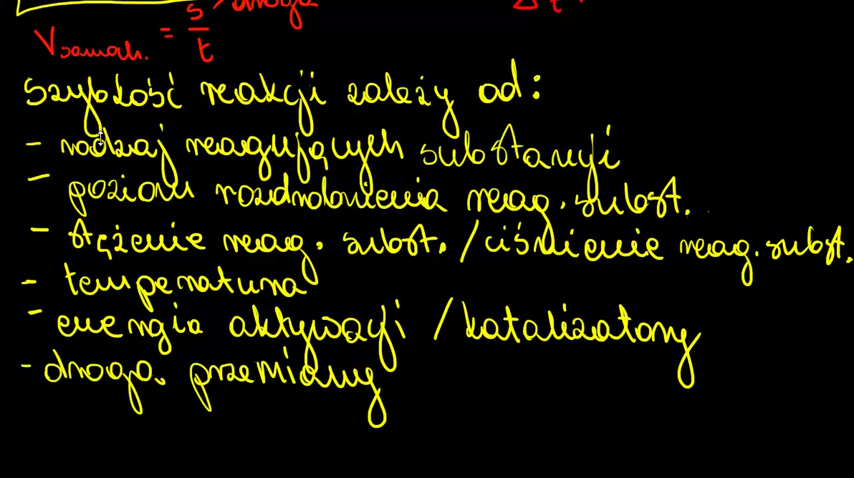 V samoch. = s/t
szybkość reakcji zależy od:
- rodzaj reagujących substancji
- poziom rozdrobnienia reag. subst.
- stężenie reag. subst. / ciśnienie reag. subst.
- temperatura
- energia aktywacji / katalizatory
- droga przemiany